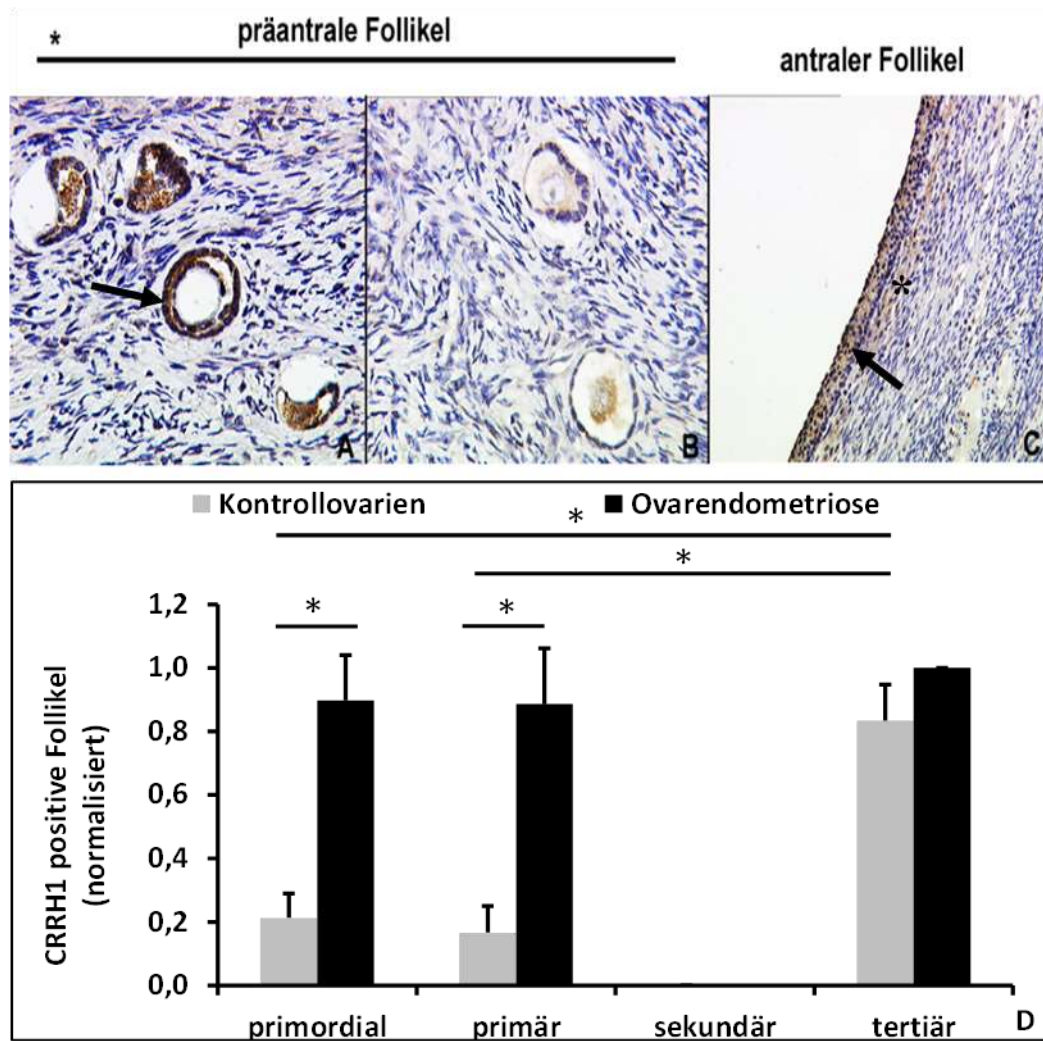 *
präantrale Follikel
antraler Follikel
*
A
B
C
Kontrollovarien
Ovarendometriose
*
*
*
*
CRRH1 positive Follikel
(normalisiert)
1,2
1,0
0,8
0,6
0,4
0,2
0,0
primordial
primär
sekundär
tertiär
D